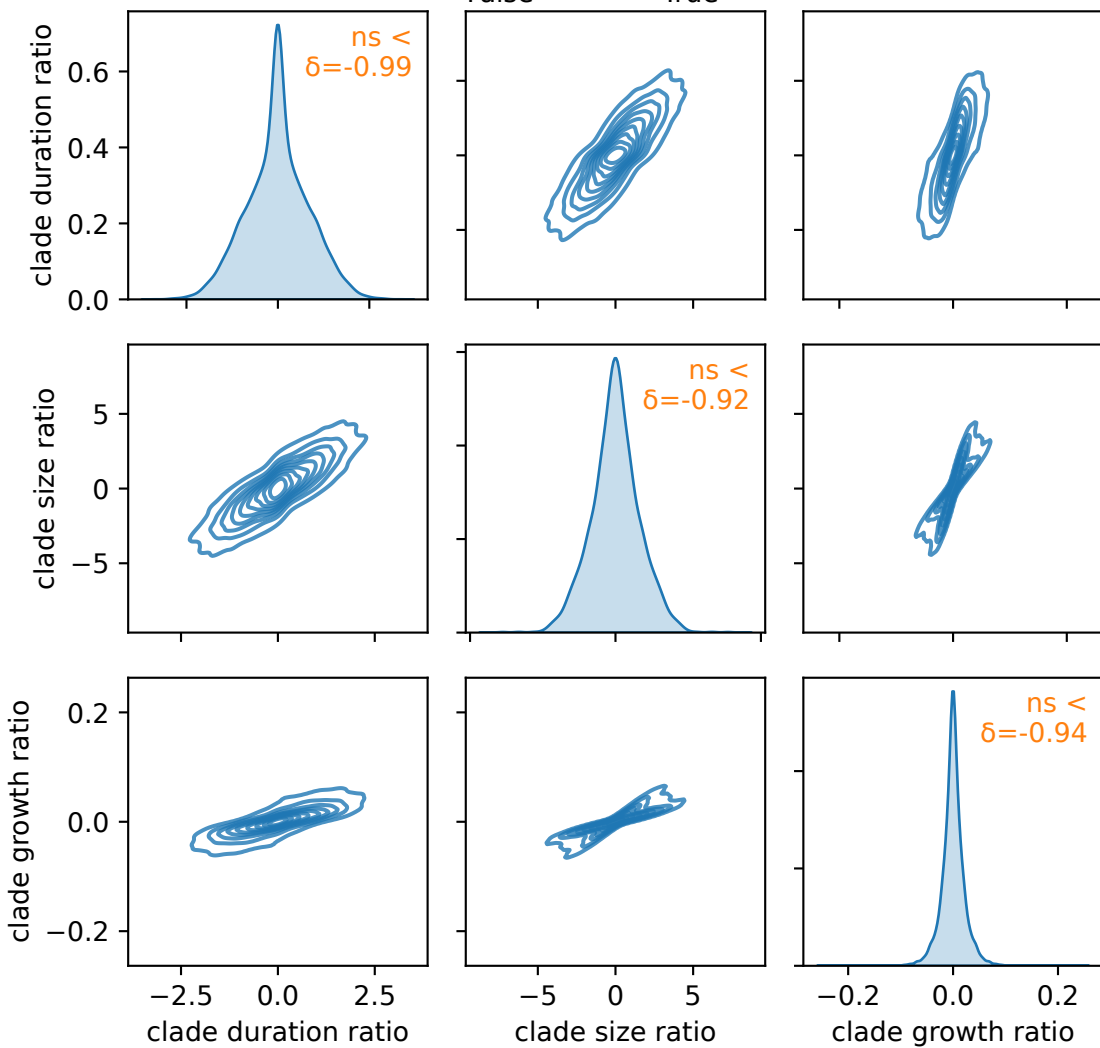 clade duration ratio
0.6
0.4
0.2
0.0
ns <
δ=-0.99
clade size ratio
5
0
−5
ns <
δ=-0.92
clade growth ratio
0.2
0.0
−0.2
ns <
δ=-0.94
−2.5 0.0 2.5
−5 0 5
−0.2 0.0 0.2
clade duration ratio
clade size ratio
clade growth ratio